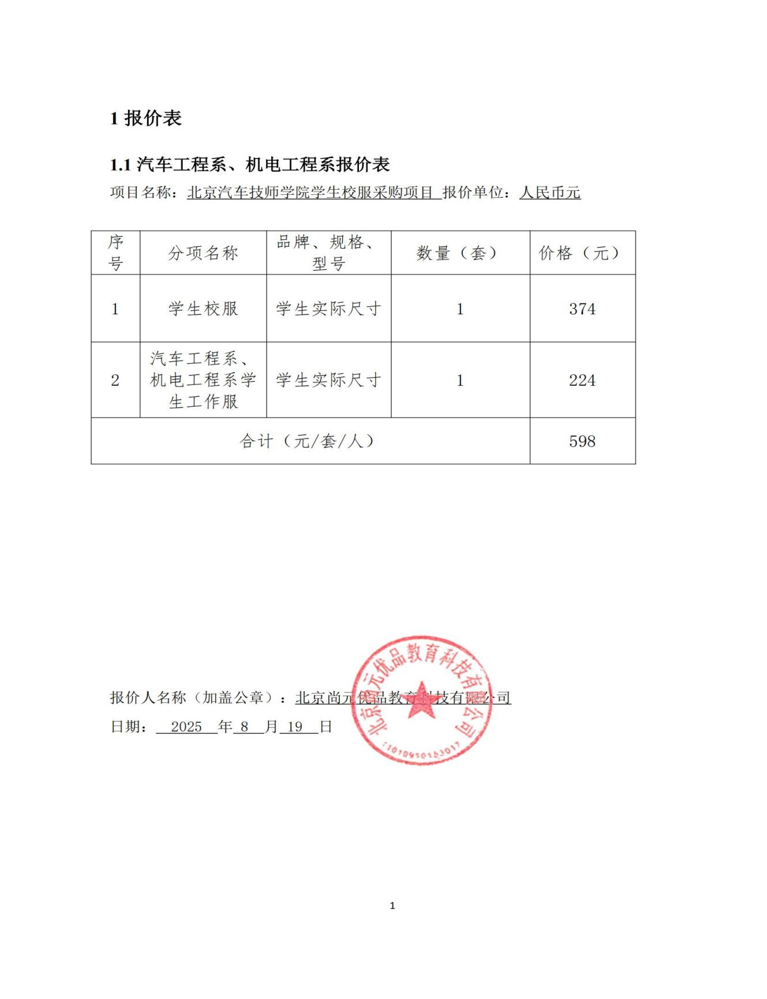 1 报价表
1.1 汽车工程系、机电工程系报价表
项目名称：北京汽车技师学院学生校服采购项目 报价单位：人民币元
序号 分项名称 品牌、规格、型号 数量（套） 价格（元）
1 学生校服 学生实际尺寸 1 374
2 汽车工程系、机电工程系学生工作服 学生实际尺寸 1 224
合计（元/套/人） 598
北京尚元优品教育科技有限公司
报价人名称（加盖公章）：北京尚元优品教育科技有限公司
日期： 2025 年 8 月 19 日
1